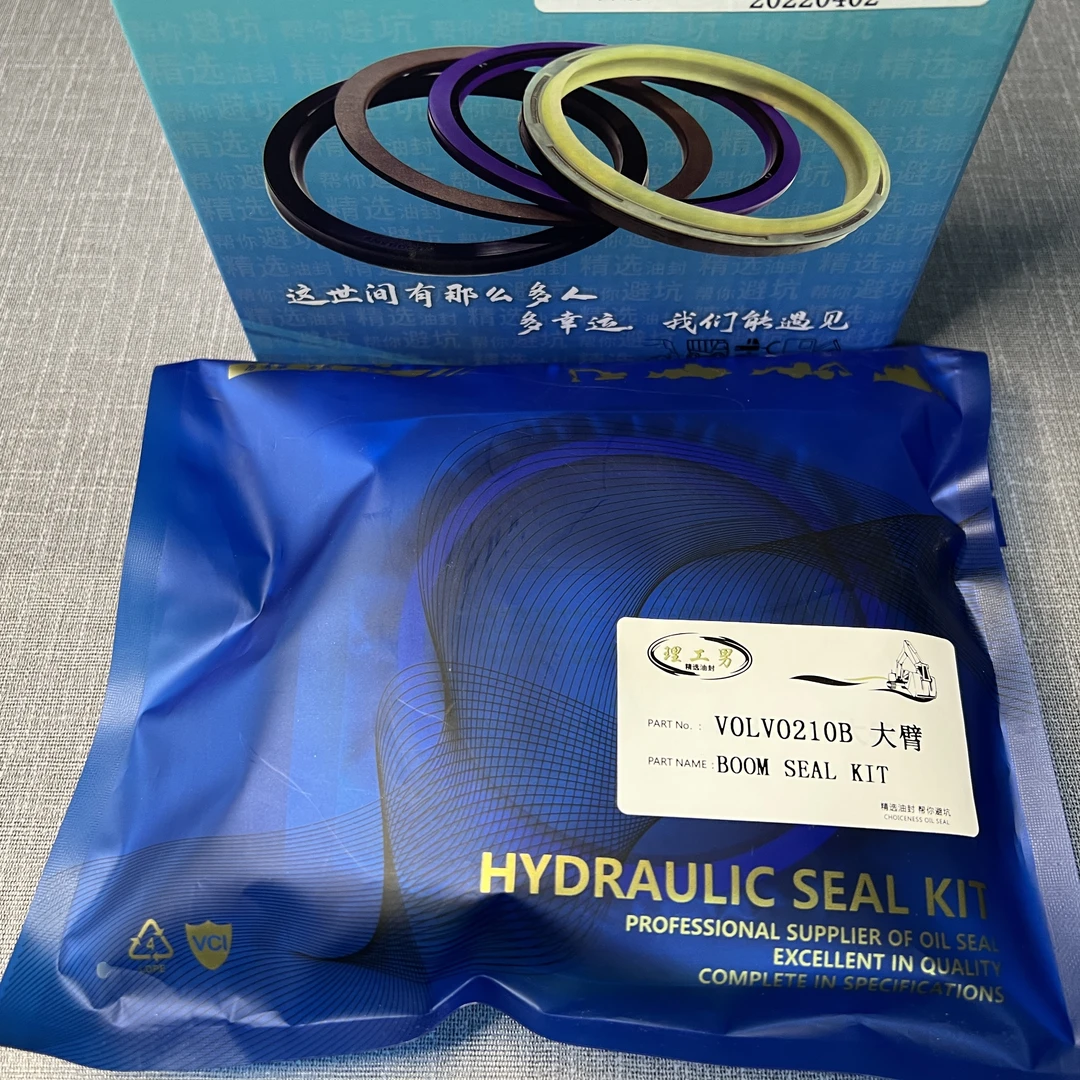 20220402
这世间有那么多人
多幸运 我们能遇见
理工男
精选油封
PART No. : VOLVO210B 大臂
PART NAME : BOOM SEAL KIT
精选油封 帮你避坑
CHOICENESS OIL SEAL
HYDRAULIC SEAL KIT
PROFESSIONAL SUPPLIER OF OIL SEAL
EXCELLENT IN QUALITY
COMPLETE IN SPECIFICATIONS
4
LDPE
VCI